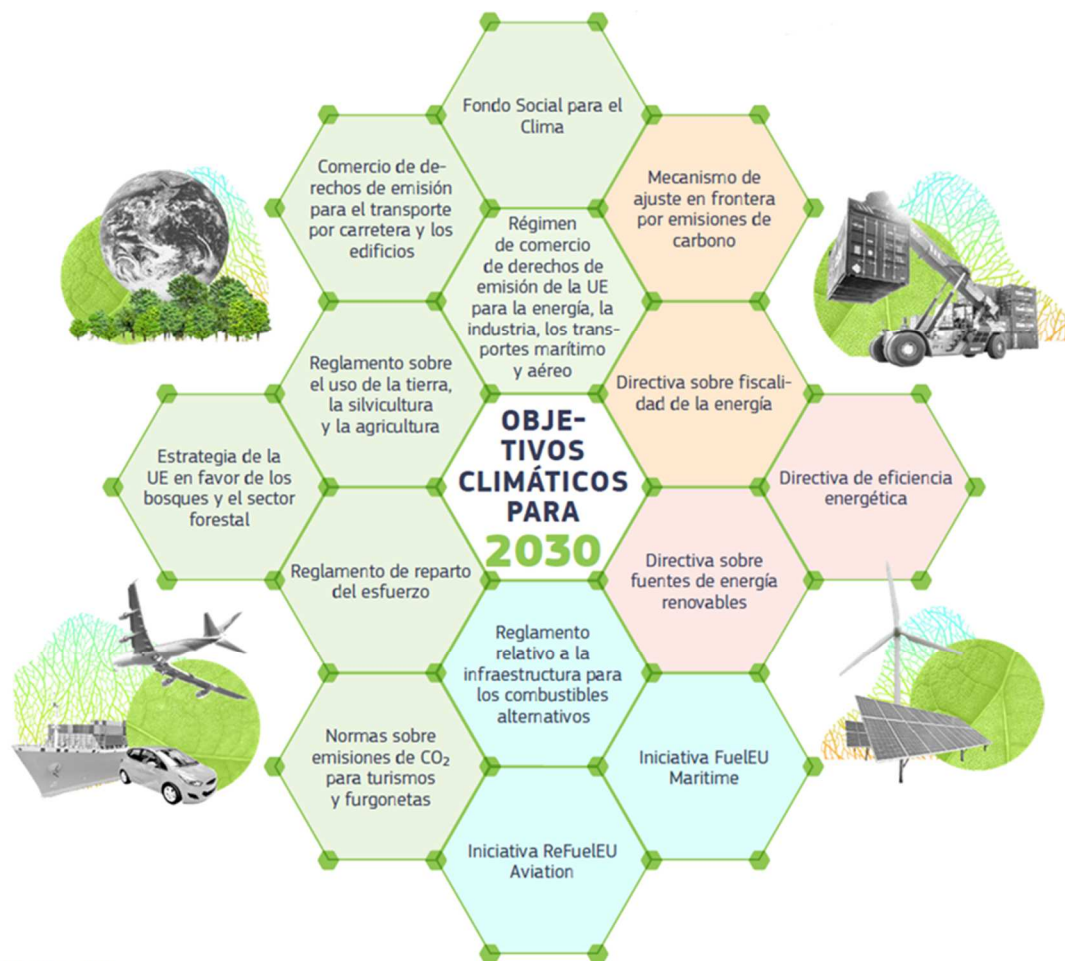 Fondo Social para el
Clima
Comercio de de-
rechos de emisión
para el transporte
por carretera y los
edificios
Mecanismo de
ajuste en frontera
por emisiones de
carbono
Régimen
de comercio
de derechos de
emisión de la UE
para la energía, la
industria, los trans-
portes marítimo
y aéreo
Reglamento sobre
el uso de la tierra,
la silvicultura
y la agricultura
Directiva sobre fiscali-
dad de la energía
Estrategia de la
UE en favor de los
bosques y el sector
forestal
OBJE-
TIVOS
CLIMÁTICOS
PARA
2030
Directiva de eficiencia
energética
Reglamento de reparto
del esfuerzo
Directiva sobre
fuentes de energía
renovables
Reglamento
relativo a la
infraestructura para
los combustibles
alternativos
Normas sobre
emisiones de CO₂
para turismos
y furgonetas
Iniciativa FuelEU
Maritime
Iniciativa ReFuelEU
Aviation